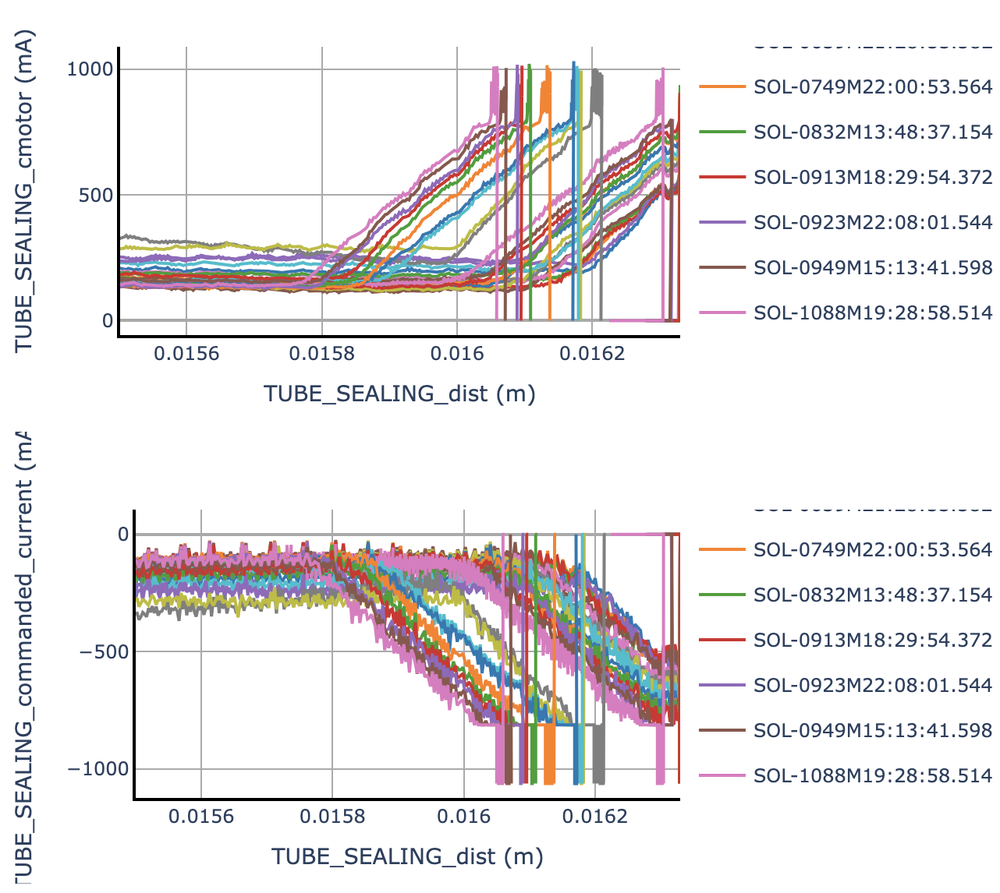 TUBE_SEALING_cmotor (mA)
1000
500
0
0.0156
0.0158
0.016
0.0162
TUBE_SEALING_dist (m)
SOL-0749M22:00:53.564
SOL-0832M13:48:37.154
SOL-0913M18:29:54.372
SOL-0923M22:08:01.544
SOL-0949M15:13:41.598
SOL-1088M19:28:58.514
TUBE_SEALING_commanded_current (mA
0
−500
−1000
0.0156
0.0158
0.016
0.0162
TUBE_SEALING_dist (m)
SOL-0749M22:00:53.564
SOL-0832M13:48:37.154
SOL-0913M18:29:54.372
SOL-0923M22:08:01.544
SOL-0949M15:13:41.598
SOL-1088M19:28:58.514